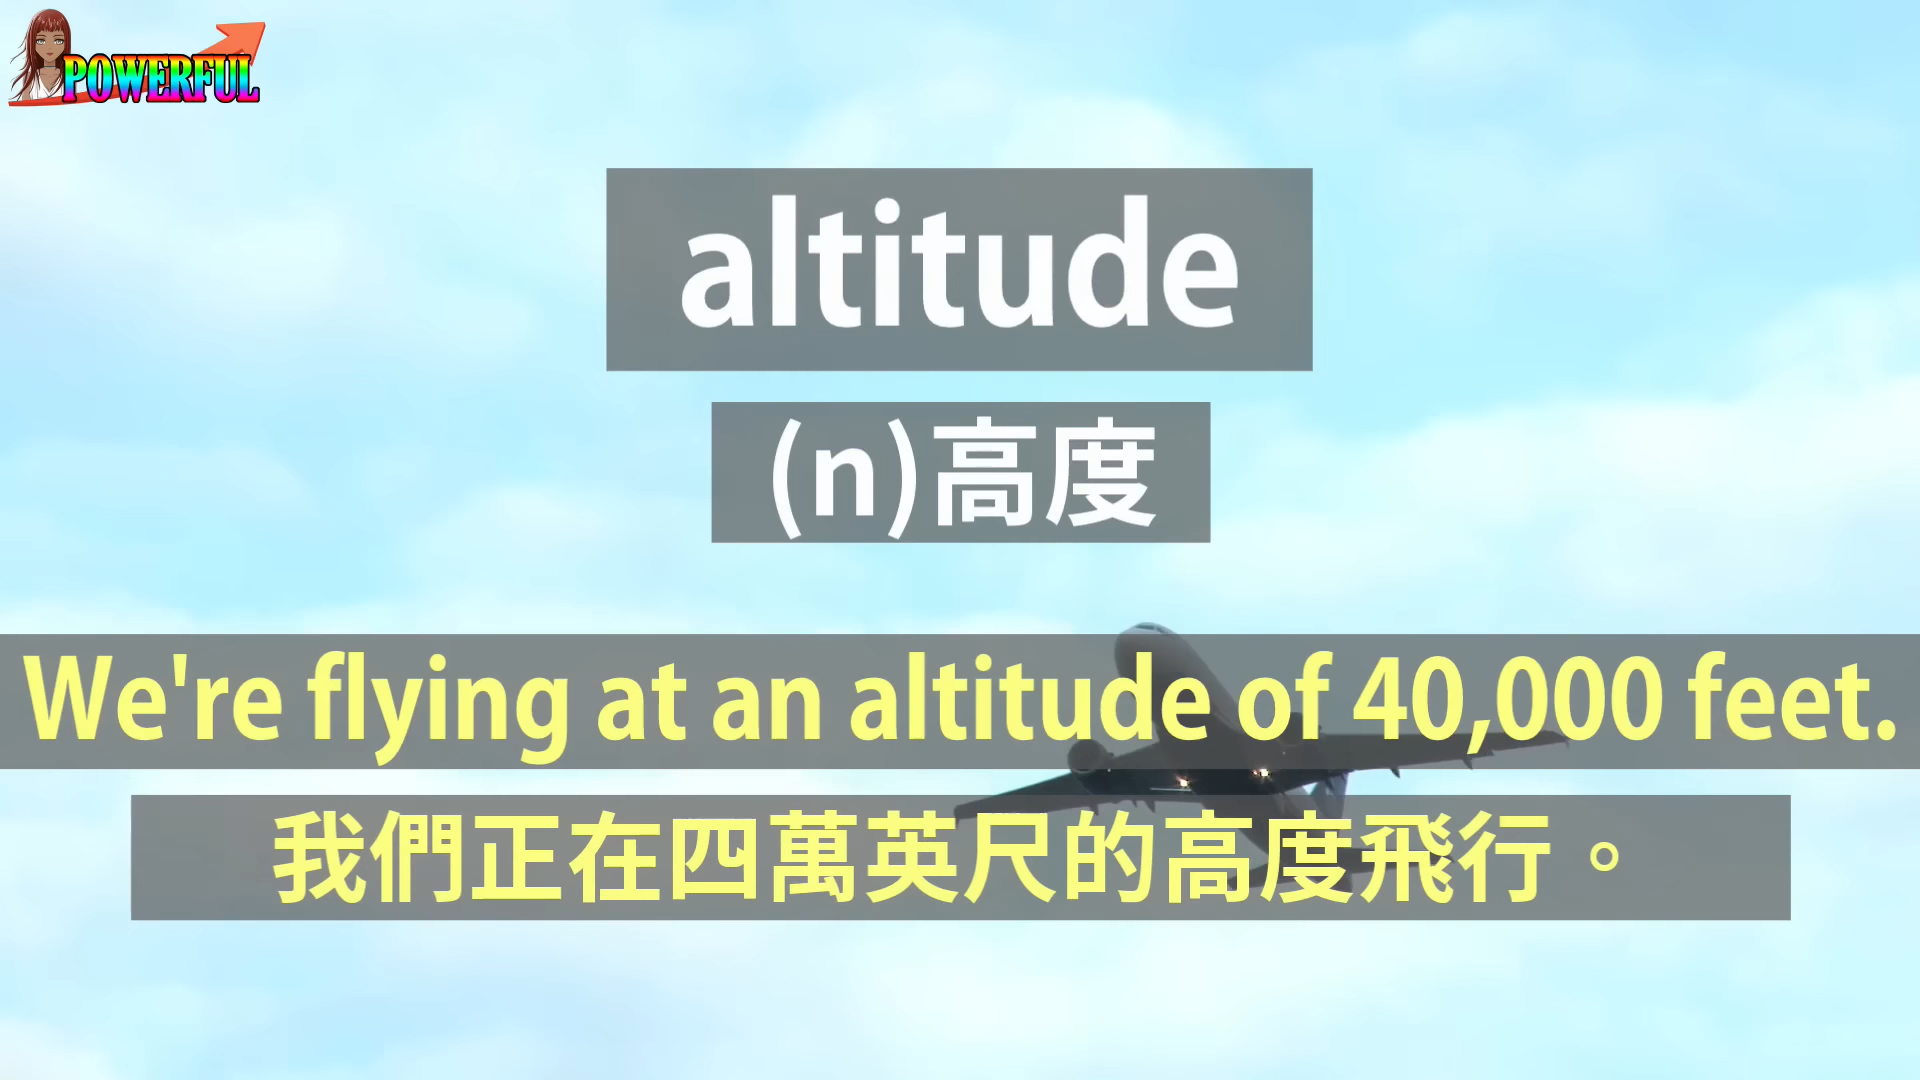 POWERFUL
altitude
(n)高度
We're flying at an altitude of 40,000 feet.
我們正在四萬英尺的高度飛行。